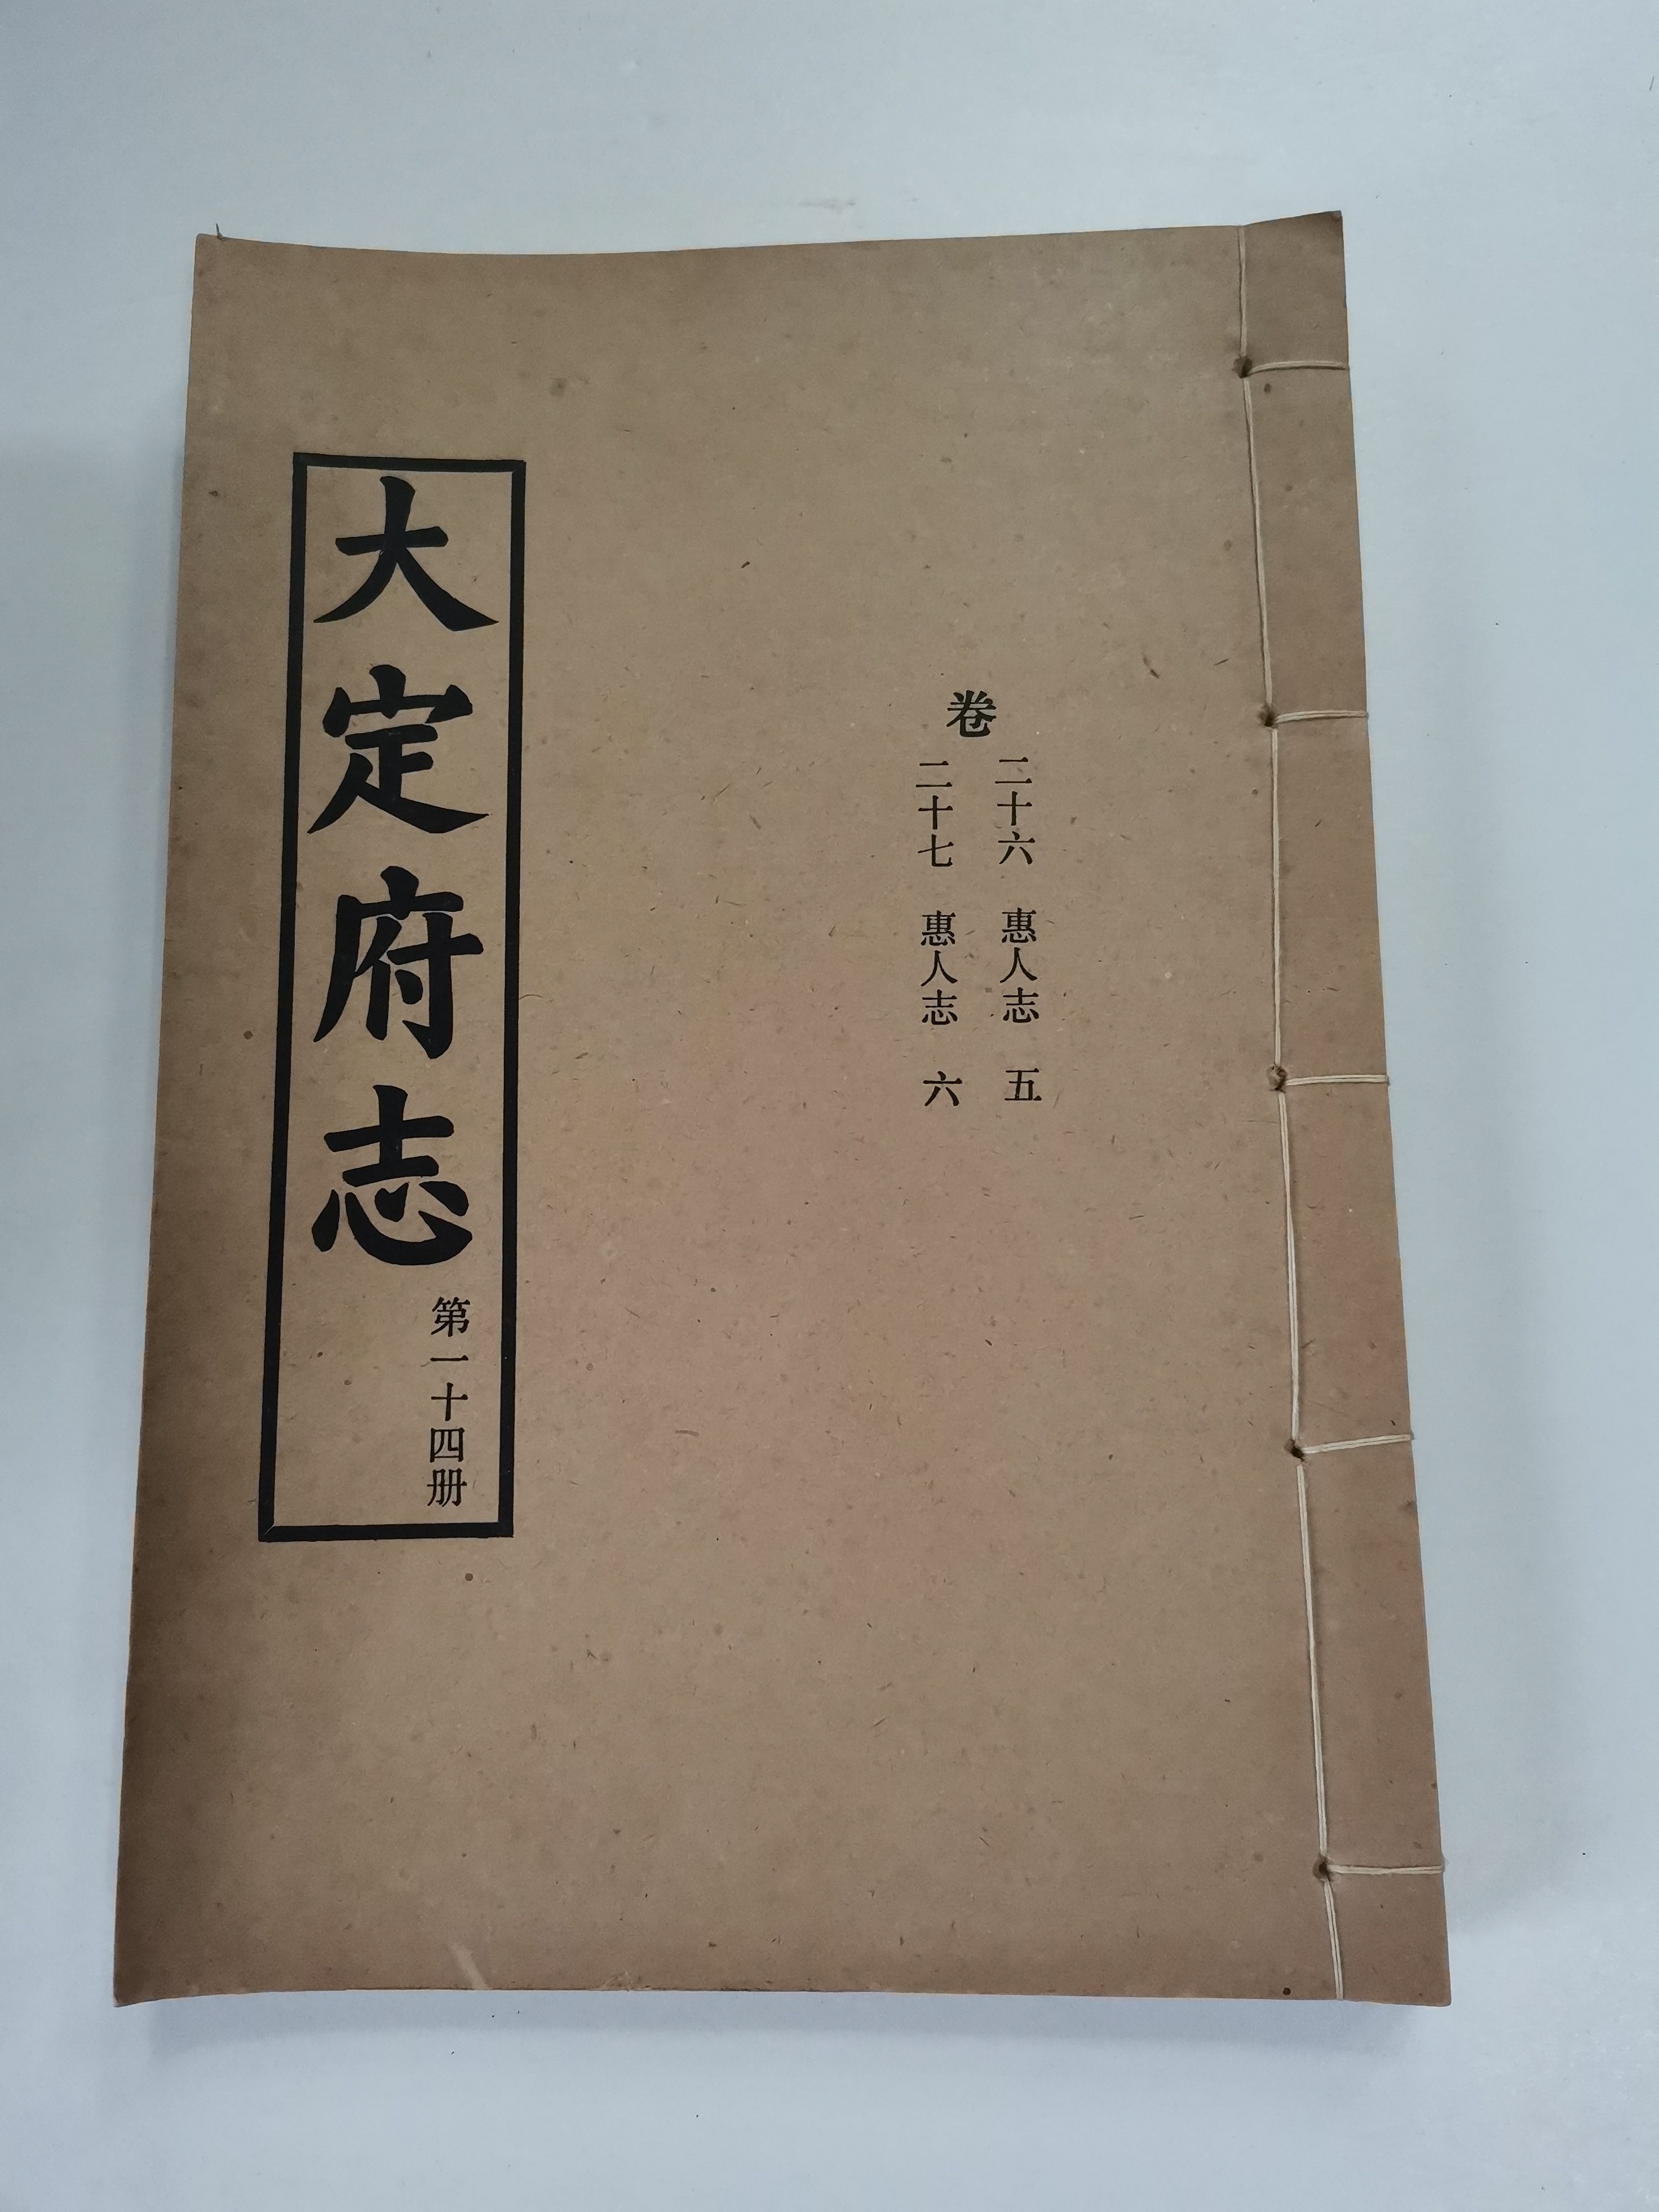 卷
二十六 惠人志 五
二十七 惠人志 六
大定府志
第一十四册